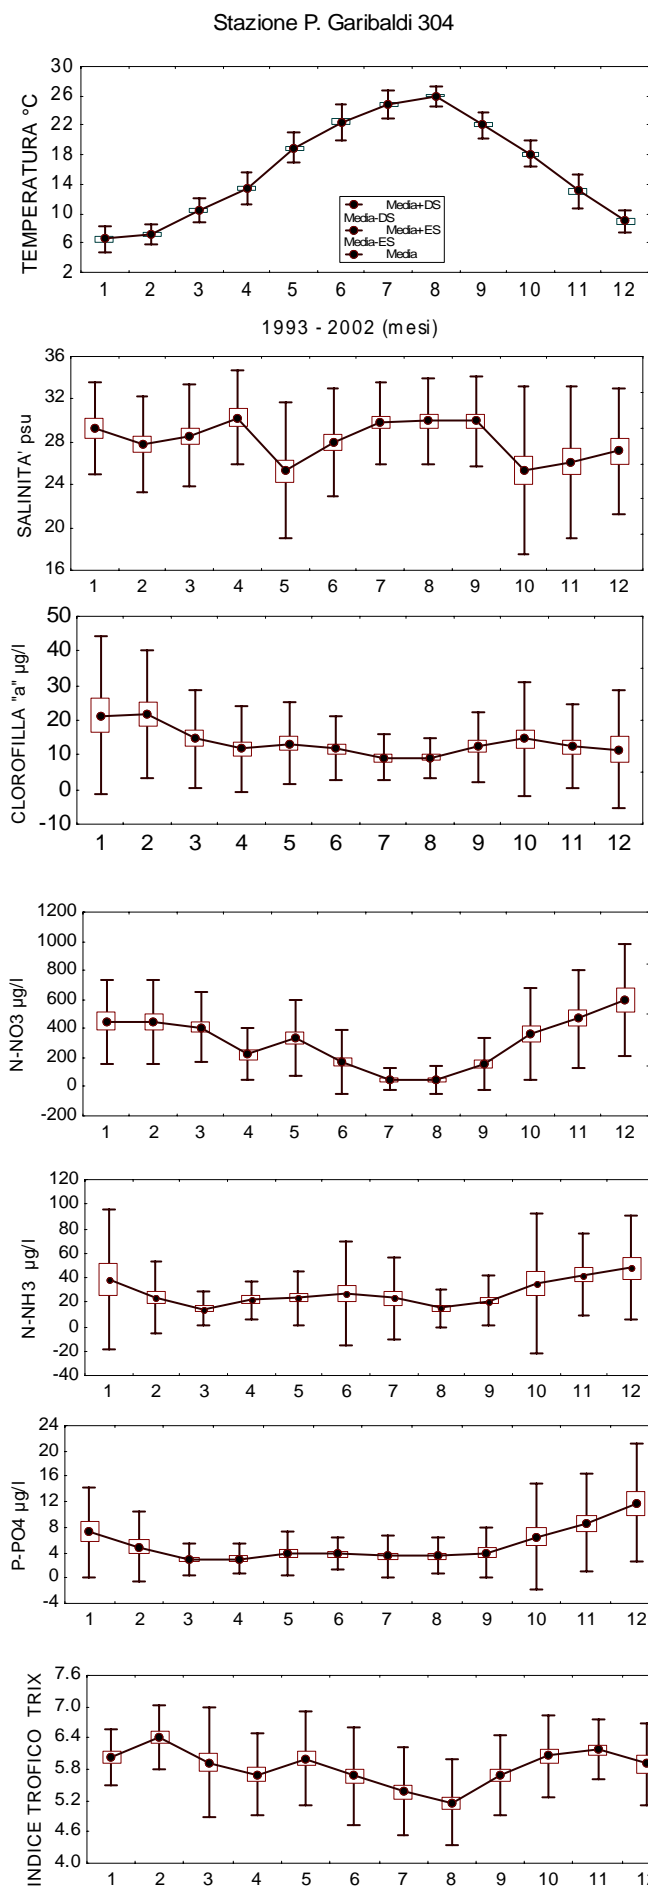 Stazione P. Garibaldi 304
TEMPERATURA °C
30
26
22
18
14
10
6
2
Media+DS
Media-DS
Media+ES
Media-ES
Media
1 2 3 4 5 6 7 8 9 10 11 12
1993 - 2002 (mesi)
SALINITA' psu
36
32
28
24
20
16
1 2 3 4 5 6 7 8 9 10 11 12
CLOROFILLA "a" µg/l
50
40
30
20
10
0
-10
1 2 3 4 5 6 7 8 9 10 11 12
N-NO3 µg/l
1200
1000
800
600
400
200
0
-200
1 2 3 4 5 6 7 8 9 10 11 12
N-NH3 µg/l
120
100
80
60
40
20
0
-20
-40
1 2 3 4 5 6 7 8 9 10 11 12
P-PO4 µg/l
24
20
16
12
8
4
0
-4
1 2 3 4 5 6 7 8 9 10 11 12
INDICE TROFICO TRIX
7.6
7.0
6.4
5.8
5.2
4.6
4.0
1 2 3 4 5 6 7 8 9 10 11 12